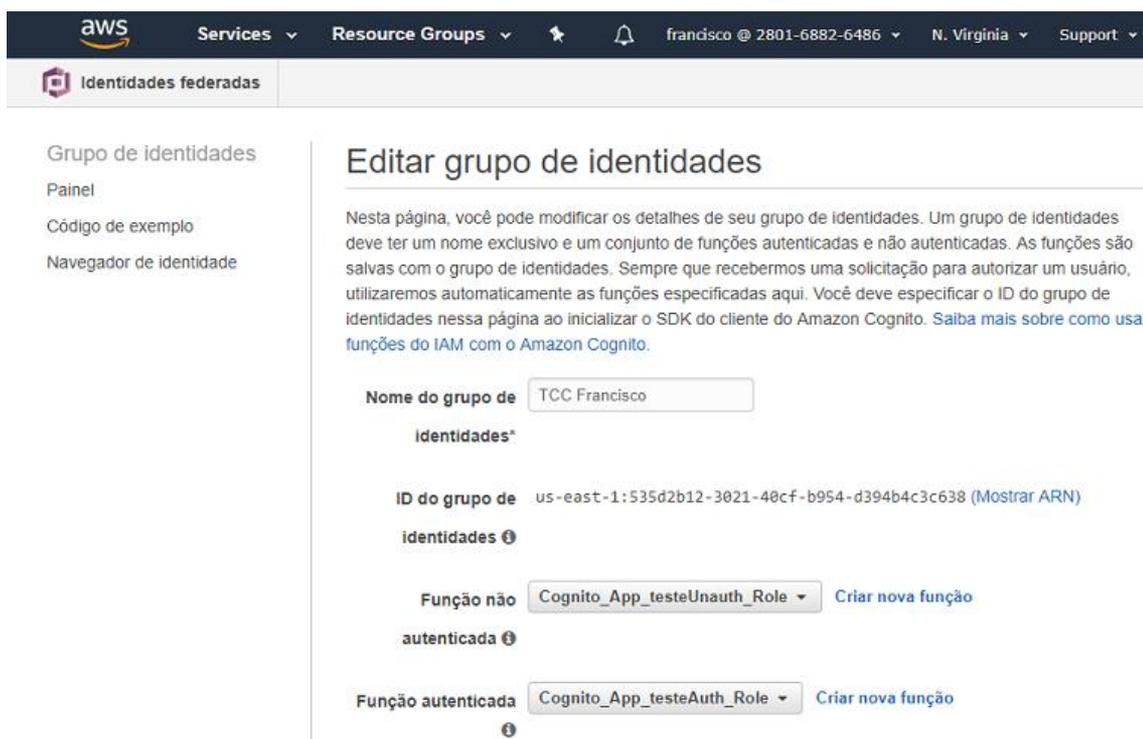 aws Services Resource Groups francisco @ 2801-6882-6486 N. Virginia Support
Identidades federadas
Grupo de identidades
Painel
Código de exemplo
Navegador de identidade
Editar grupo de identidades
Nesta página, você pode modificar os detalhes de seu grupo de identidades. Um grupo de identidades
deve ter um nome exclusivo e um conjunto de funções autenticadas e não autenticadas. As funções são
salvas com o grupo de identidades. Sempre que recebermos uma solicitação para autorizar um usuário,
utilizaremos automaticamente as funções especificadas aqui. Você deve especificar o ID do grupo de
identidades nessa página ao inicializar o SDK do cliente do Amazon Cognito. Saiba mais sobre como usa
funções do IAM com o Amazon Cognito.
Nome do grupo de TCC Francisco
identidades*
ID do grupo de us-east-1:535d2b12-3021-40cf-b954-d394b4c3c638 (Mostrar ARN)
identidades
Função não Cognito_App_testeUnauth_Role Criar nova função
autenticada
Função autenticada Cognito_App_testeAuth_Role Criar nova função